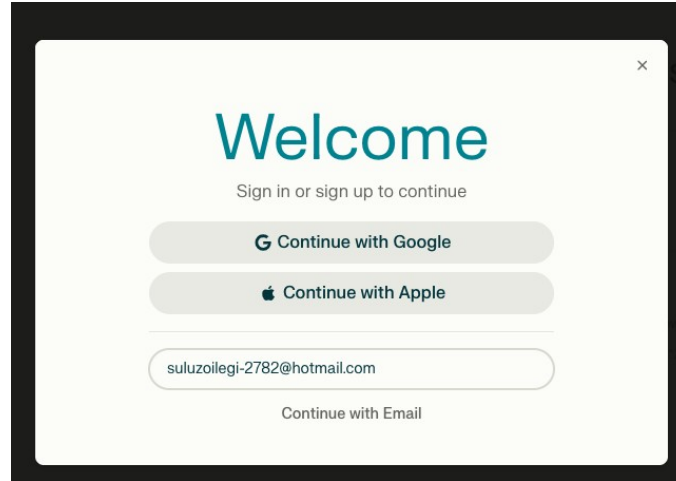 ×
Welcome
Sign in or sign up to continue
Continue with Google
Continue with Apple
suluzoilegi-2782@hotmail.com
Continue with Email